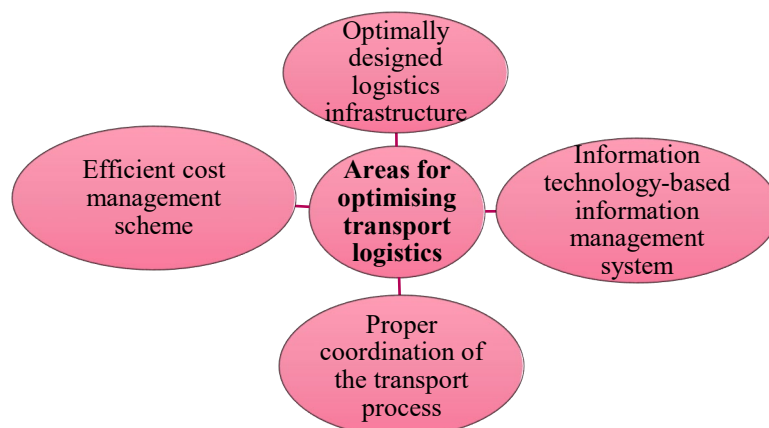 Optimally
designed
logistics
infrastructure
Efficient cost
management
scheme
Areas for
optimising
transport
logistics
Information
technology-based
information
management
system
Proper
coordination of
the transport
process